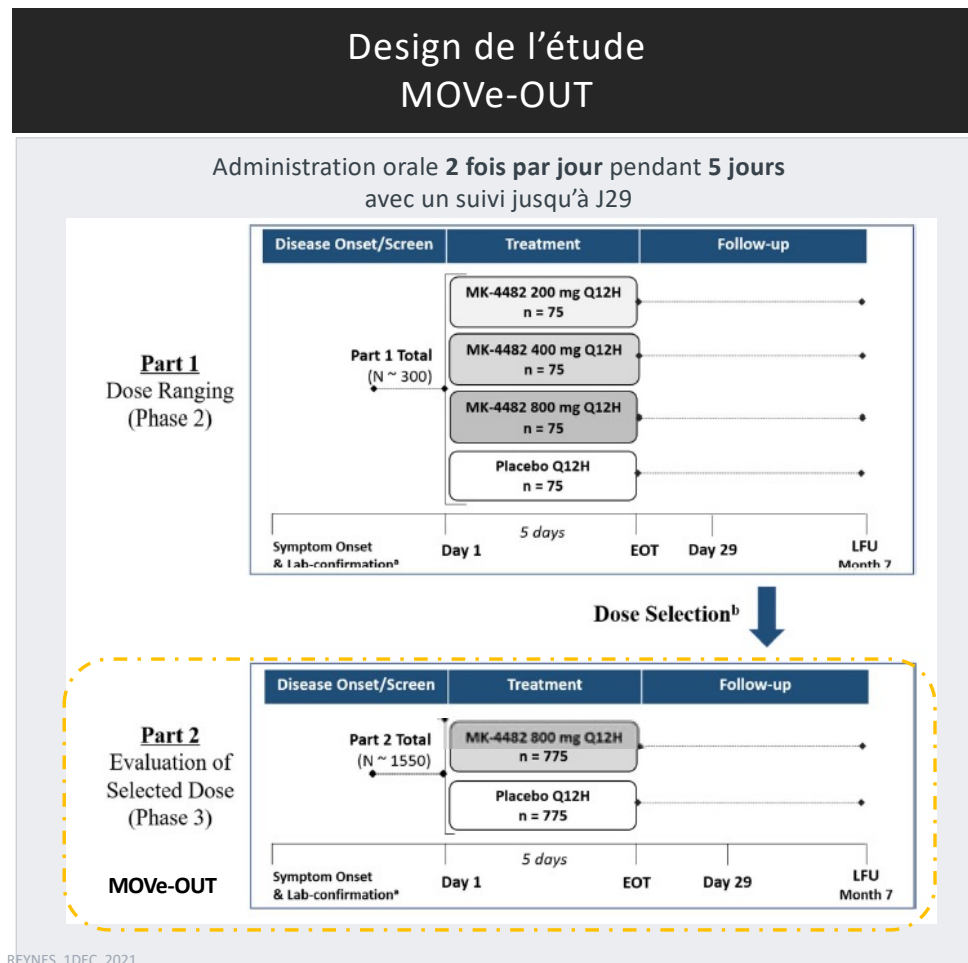 Design de l'étude
MOVe-OUT
Administration orale 2 fois par jour pendant 5 jours
avec un suivi jusqu'à J29
Disease Onset/Screen Treatment Follow-up
Part 1
Dose Ranging
(Phase 2)
Part 1 Total
(N ~ 300)
MK-4482 200 mg Q12H
n = 75
MK-4482 400 mg Q12H
n = 75
MK-4482 800 mg Q12H
n = 75
Placebo Q12H
n = 75
5 days
Symptom Onset
& Lab-confirmationᵃ
Day 1
EOT
Day 29
LFU
Month 7
Dose Selectionᵇ
Disease Onset/Screen Treatment Follow-up
Part 2
Evaluation of
Selected Dose
(Phase 3)
MOVe-OUT
Part 2 Total
(N ~ 1550)
MK-4482 800 mg Q12H
n = 775
Placebo Q12H
n = 775
5 days
Symptom Onset
& Lab-confirmationᵃ
Day 1
EOT
Day 29
LFU
Month 7
REYNES 1DEC 2021